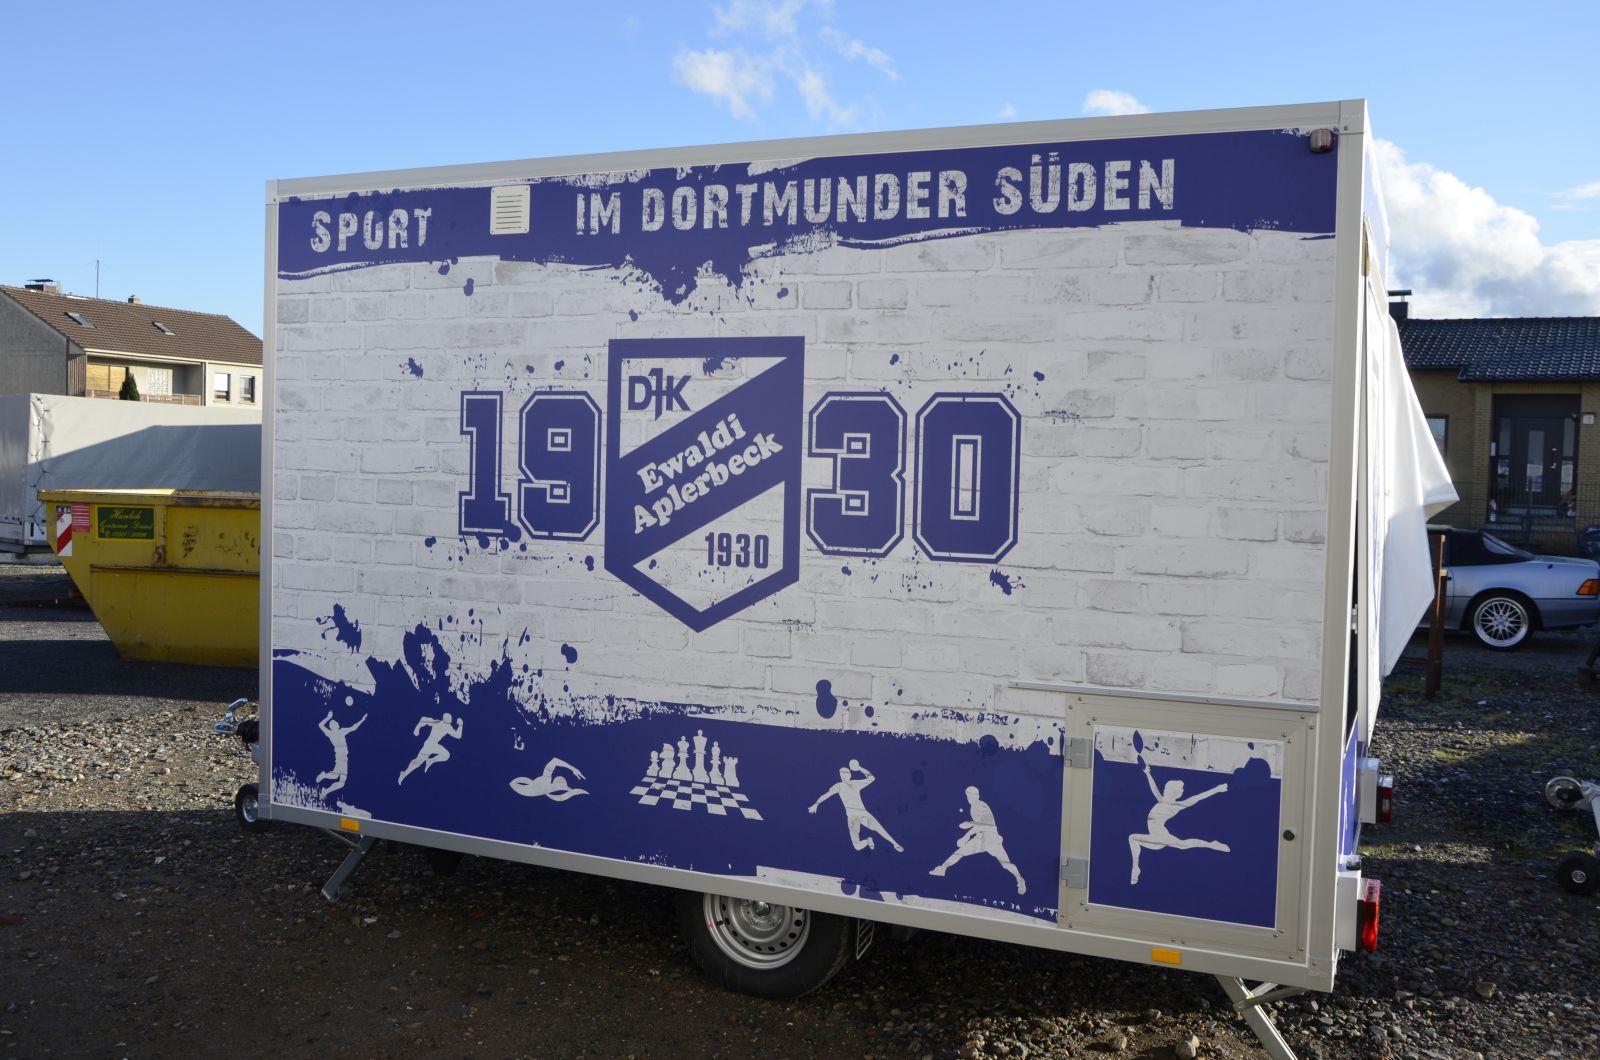 SPORT IM DORTMUNDER SÜDEN
19 30
DJK
Ewaldi
Aplerbeck
1930